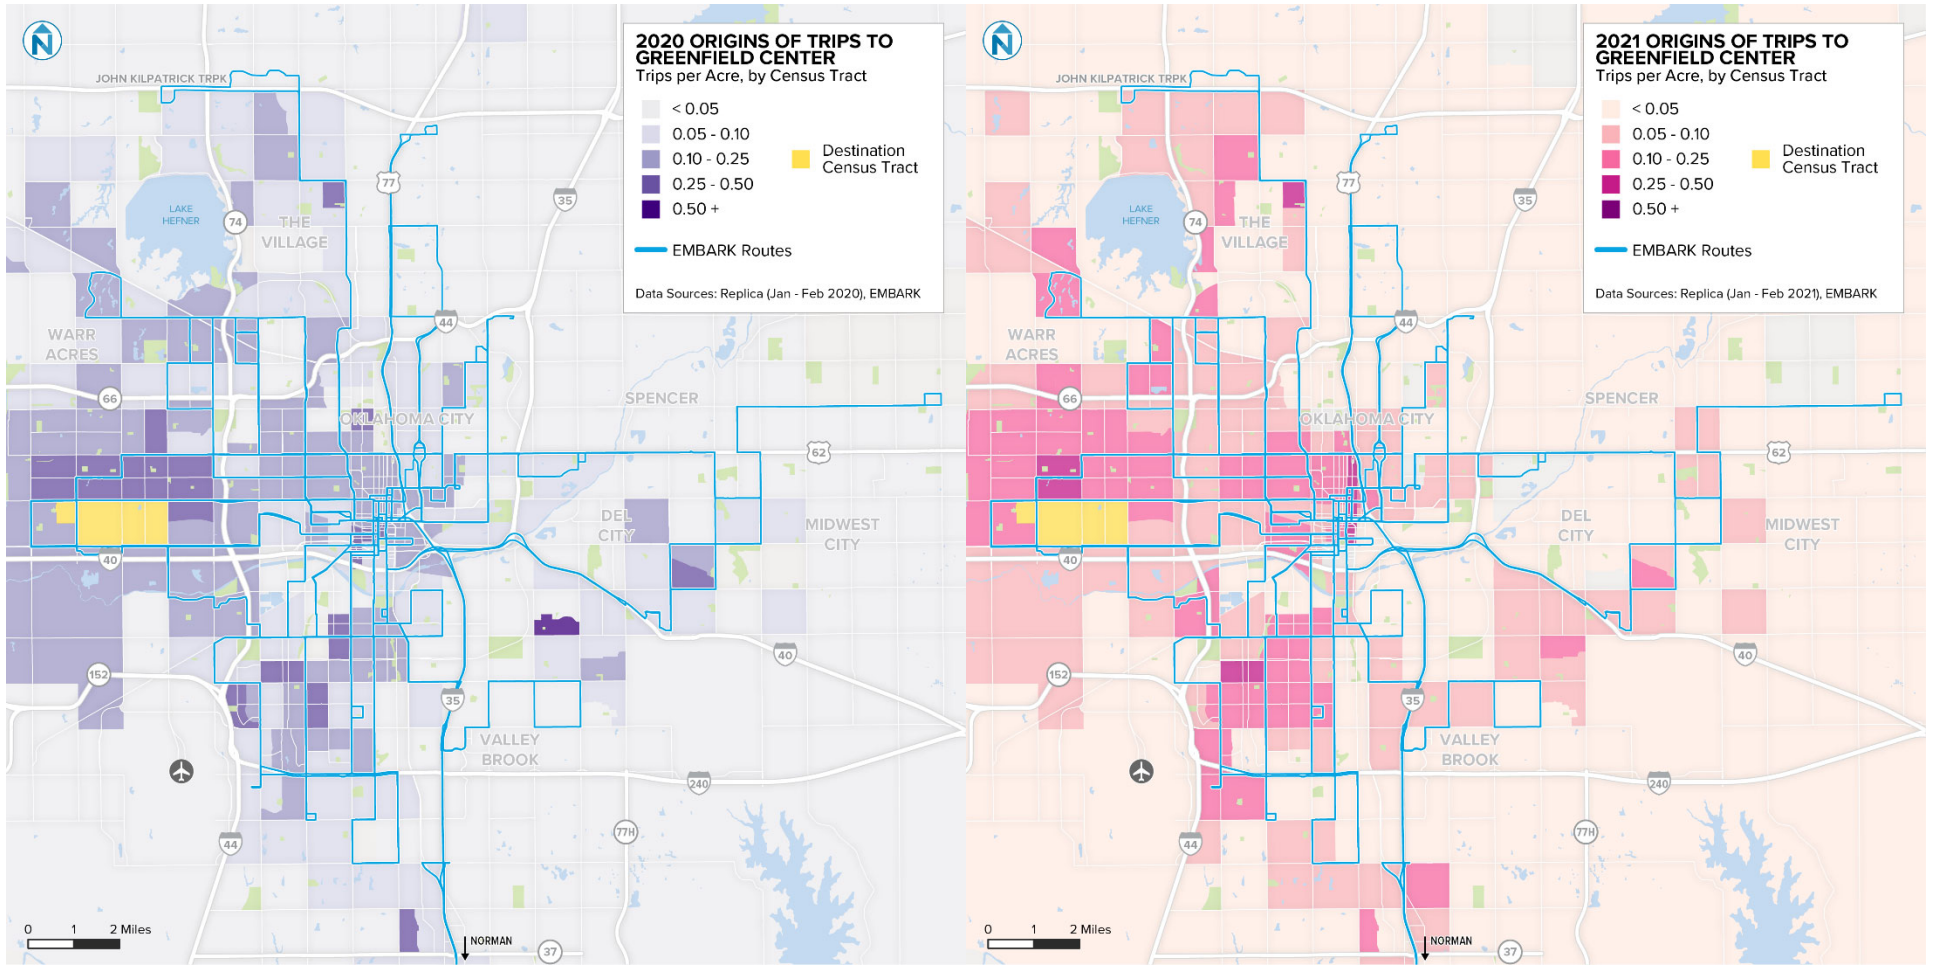 N
2020 ORIGINS OF TRIPS TO
GREENFIELD CENTER
Trips per Acre, by Census Tract
< 0.05
0.05 - 0.10
0.10 - 0.25
0.25 - 0.50
0.50 +
Destination
Census Tract
EMBARK Routes
Data Sources: Replica (Jan - Feb 2020), EMBARK
JOHN KILPATRICK TRPK
77
35
LAKE
HEFNER
74
THE
VILLAGE
44
WARR
ACRES
66
SPENCER
OKLAHOMA CITY
62
DEL
CITY
MIDWEST
CITY
40
40
152
35
VALLEY
BROOK
240
77H
44
0 1 2 Miles
NORMAN
37
N
2021 ORIGINS OF TRIPS TO
GREENFIELD CENTER
Trips per Acre, by Census Tract
< 0.05
0.05 - 0.10
0.10 - 0.25
0.25 - 0.50
0.50 +
Destination
Census Tract
EMBARK Routes
Data Sources: Replica (Jan - Feb 2021), EMBARK
JOHN KILPATRICK TRPK
77
35
LAKE
HEFNER
74
THE
VILLAGE
44
WARR
ACRES
66
SPENCER
OKLAHOMA CITY
62
DEL
CITY
MIDWEST
CITY
40
40
152
35
VALLEY
BROOK
240
77H
44
0 1 2 Miles
NORMAN
37